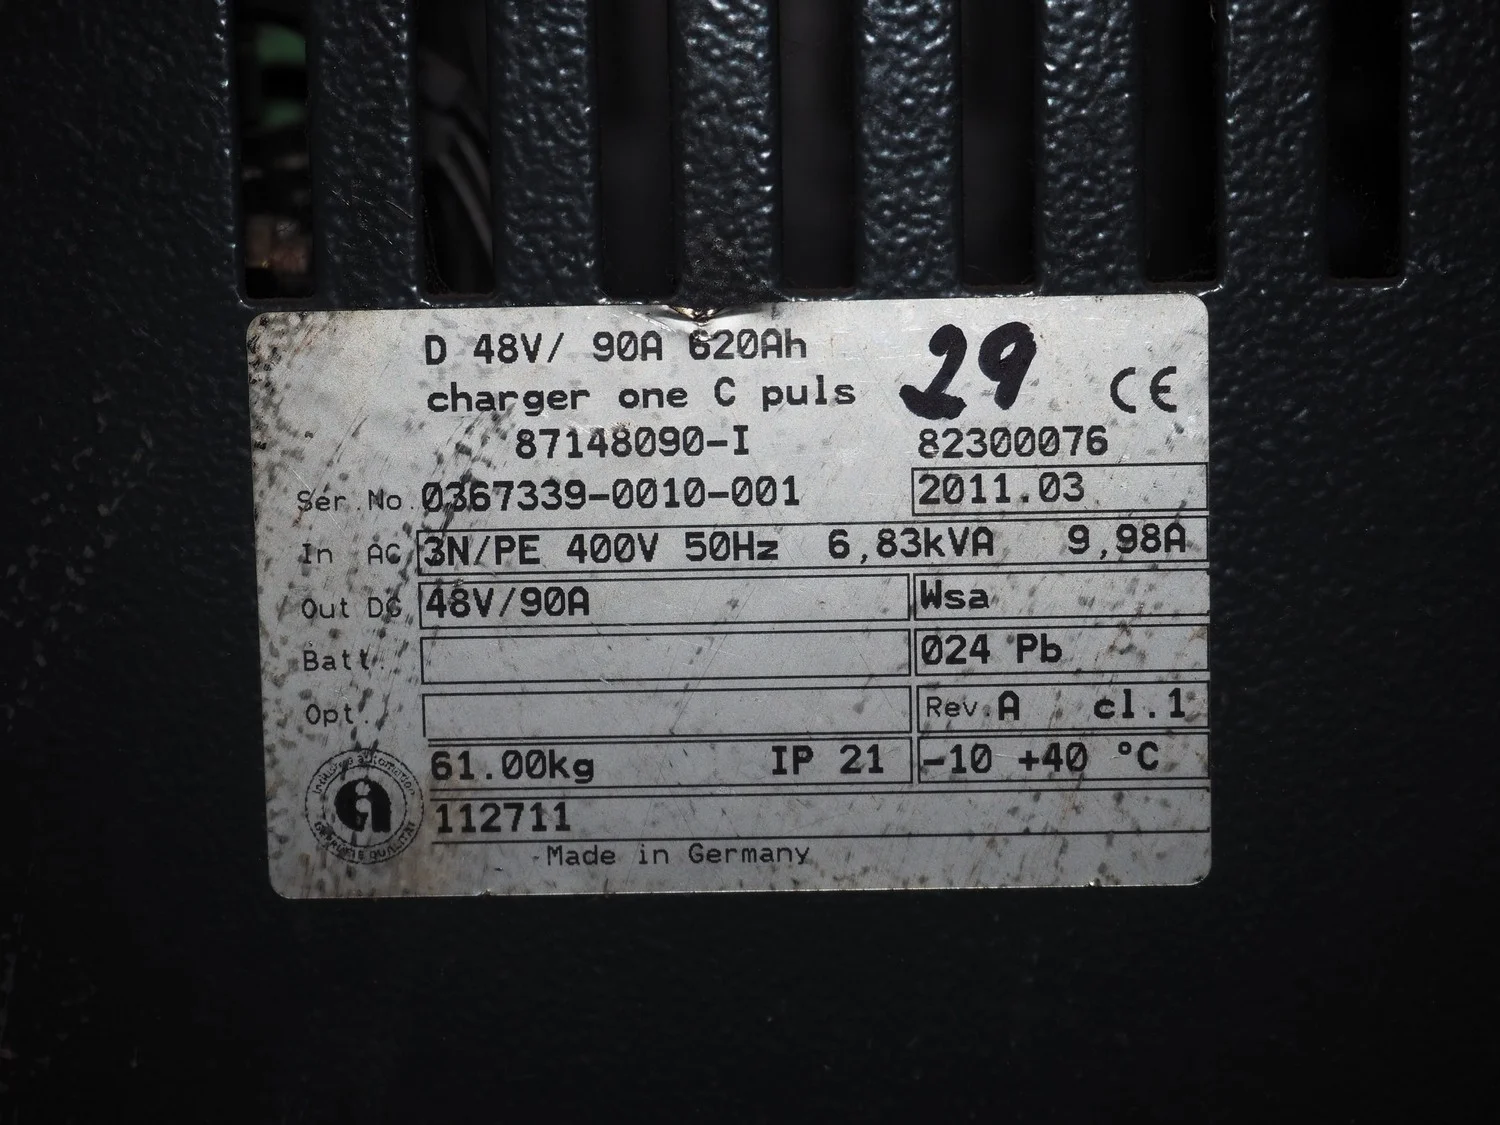 D 48V/ 90A 620Ah
29
charger one C puls
CE
87148090-I 82300076
Ser.No.0367339-0010-001 2011.03
In AC 3N/PE 400V 50Hz 6,83kVA 9,98A
Out DC 48V/90A Wsa
Batt. 024 Pb
Opt. Rev.A cl.1
61.00kg IP 21 -10 +40 °C
112711
Made in Germany